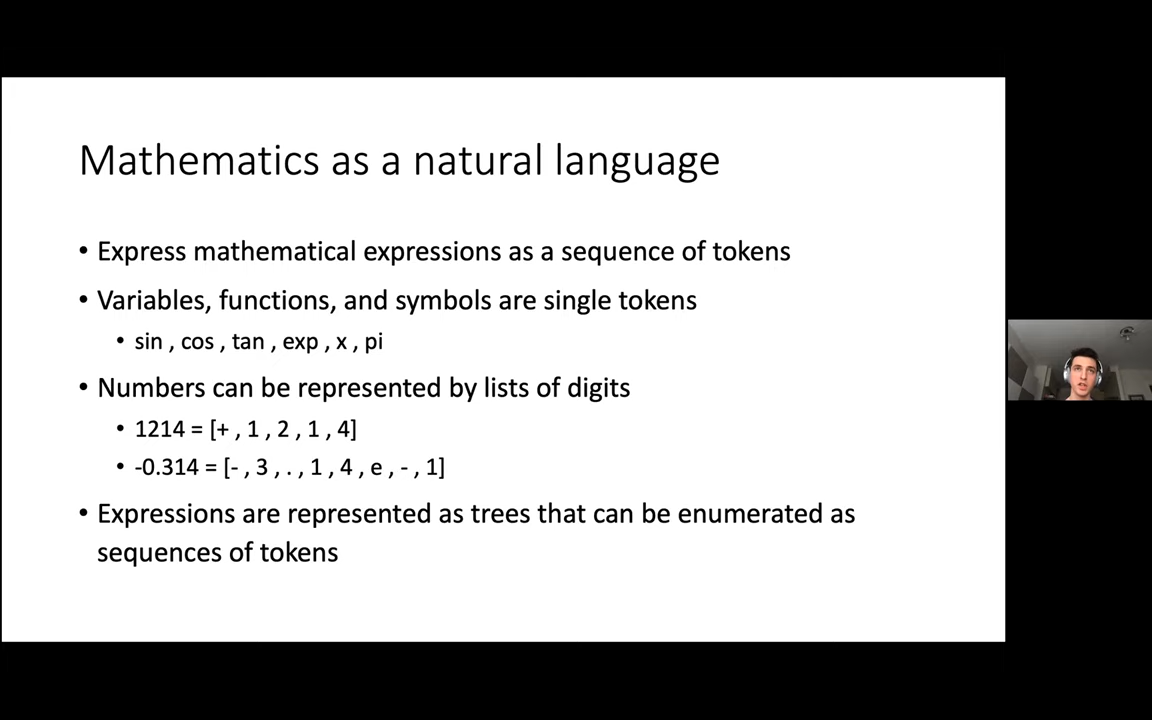 Mathematics as a natural language
• Express mathematical expressions as a sequence of tokens
• Variables, functions, and symbols are single tokens
• sin , cos , tan , exp , x , pi
• Numbers can be represented by lists of digits
• 1214 = [+ , 1 , 2 , 1 , 4]
• -0.314 = [- , 3 , . , 1 , 4 , e , - , 1]
• Expressions are represented as trees that can be enumerated as
sequences of tokens